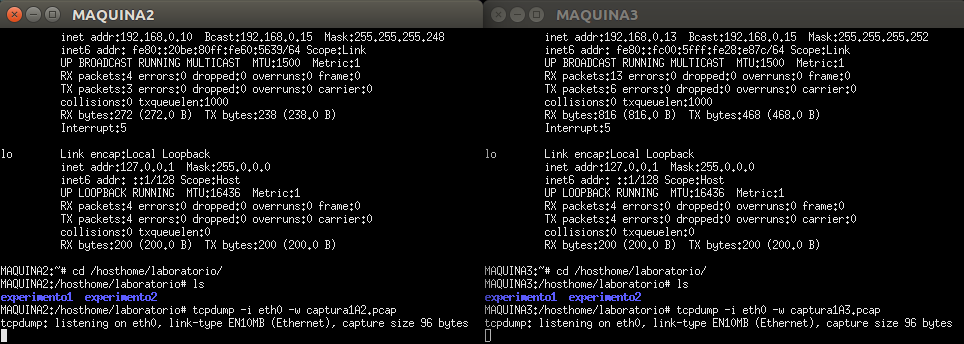 MAQUINA2
inet addr:192.168.0.10  Bcast:192.168.0.15  Mask:255.255.255.248
inet6 addr: fe80::20be:80ff:fe60:5639/64 Scope:Link
UP BROADCAST RUNNING MULTICAST  MTU:1500  Metric:1
RX packets:4 errors:0 dropped:0 overruns:0 frame:0
TX packets:3 errors:0 dropped:0 overruns:0 carrier:0
collisions:0 txqueuelen:1000
RX bytes:272 (272.0 B)  TX bytes:238 (238.0 B)
Interrupt:5
lo        Link encap:Local Loopback
inet addr:127.0.0.1  Mask:255.0.0.0
inet6 addr: ::1/128 Scope:Host
UP LOOPBACK RUNNING  MTU:16436  Metric:1
RX packets:4 errors:0 dropped:0 overruns:0 frame:0
TX packets:4 errors:0 dropped:0 overruns:0 carrier:0
collisions:0 txqueuelen:0
RX bytes:200 (200.0 B)  TX bytes:200 (200.0 B)
MAQUINA2:~# cd /hosthome/laboratorio/
MAQUINA2:/hosthome/laboratorio# ls
experimento1  experimento2
MAQUINA2:/hosthome/laboratorio# tcpdump -i eth0 -w captura1A2.pcap
tcpdump: listening on eth0, link-type EN10MB (Ethernet), capture size 96 bytes
MAQUINA3
inet addr:192.168.0.13  Bcast:192.168.0.15  Mask:255.255.255.252
inet6 addr: fe80::fc00:5fff:fe28:e87c/64 Scope:Link
UP BROADCAST RUNNING MULTICAST  MTU:1500  Metric:1
RX packets:13 errors:0 dropped:0 overruns:0 frame:0
TX packets:6 errors:0 dropped:0 overruns:0 carrier:0
collisions:0 txqueuelen:1000
RX bytes:816 (816.0 B)  TX bytes:468 (468.0 B)
Interrupt:5
lo        Link encap:Local Loopback
inet addr:127.0.0.1  Mask:255.0.0.0
inet6 addr: ::1/128 Scope:Host
UP LOOPBACK RUNNING  MTU:16436  Metric:1
RX packets:4 errors:0 dropped:0 overruns:0 frame:0
TX packets:4 errors:0 dropped:0 overruns:0 carrier:0
collisions:0 txqueuelen:0
RX bytes:200 (200.0 B)  TX bytes:200 (200.0 B)
MAQUINA3:~# cd /hosthome/laboratorio/
MAQUINA3:/hosthome/laboratorio# ls
experimento1  experimento2
MAQUINA3:/hosthome/laboratorio# tcpdump -i eth0 -w captura1A3.pcap
tcpdump: listening on eth0, link-type EN10MB (Ethernet), capture size 96 bytes